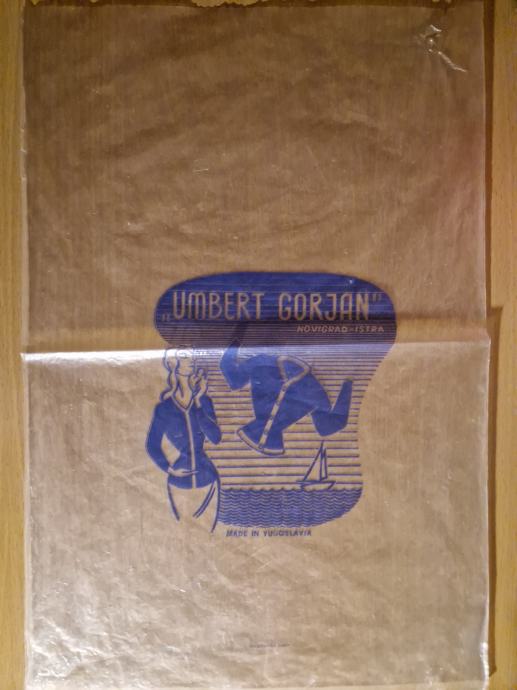 „UMBERT GORJAN”
NOVIGRAD-ISTRA
MADE IN YUGOSLAVIA